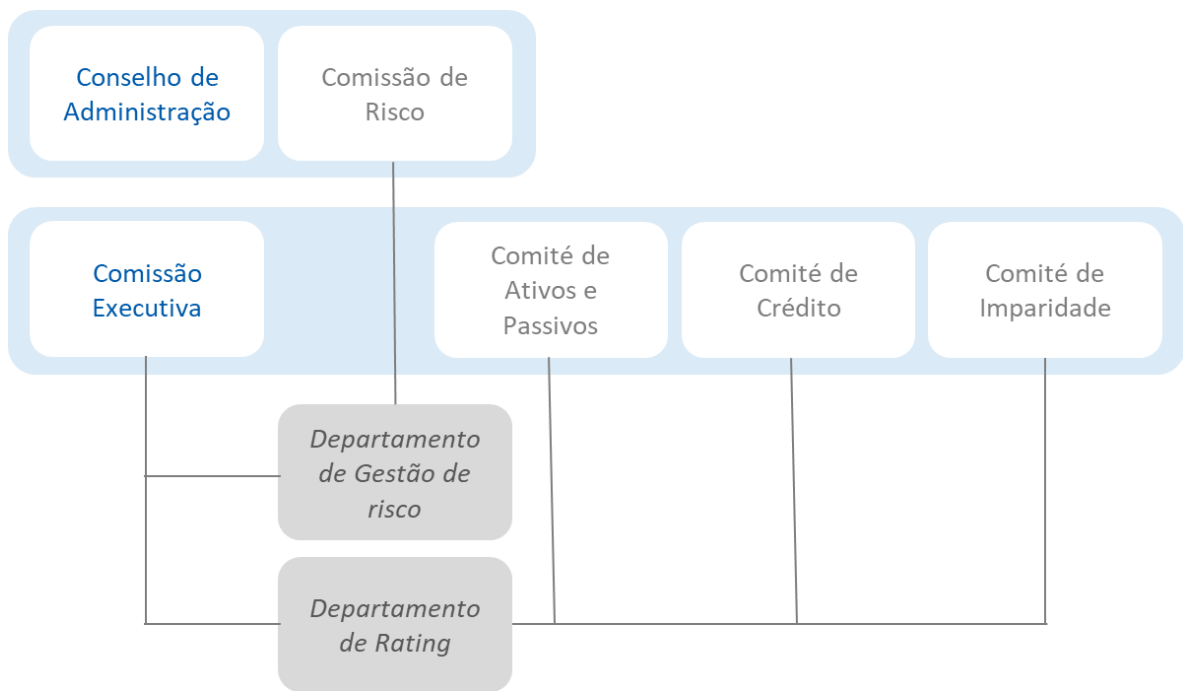 Conselho de
Administração
Comissão de
Risco
Comissão
Executiva
Comité de
Ativos e
Passivos
Comité de
Crédito
Comité de
Imparidade
Departamento
de Gestão de
risco
Departamento
de Rating